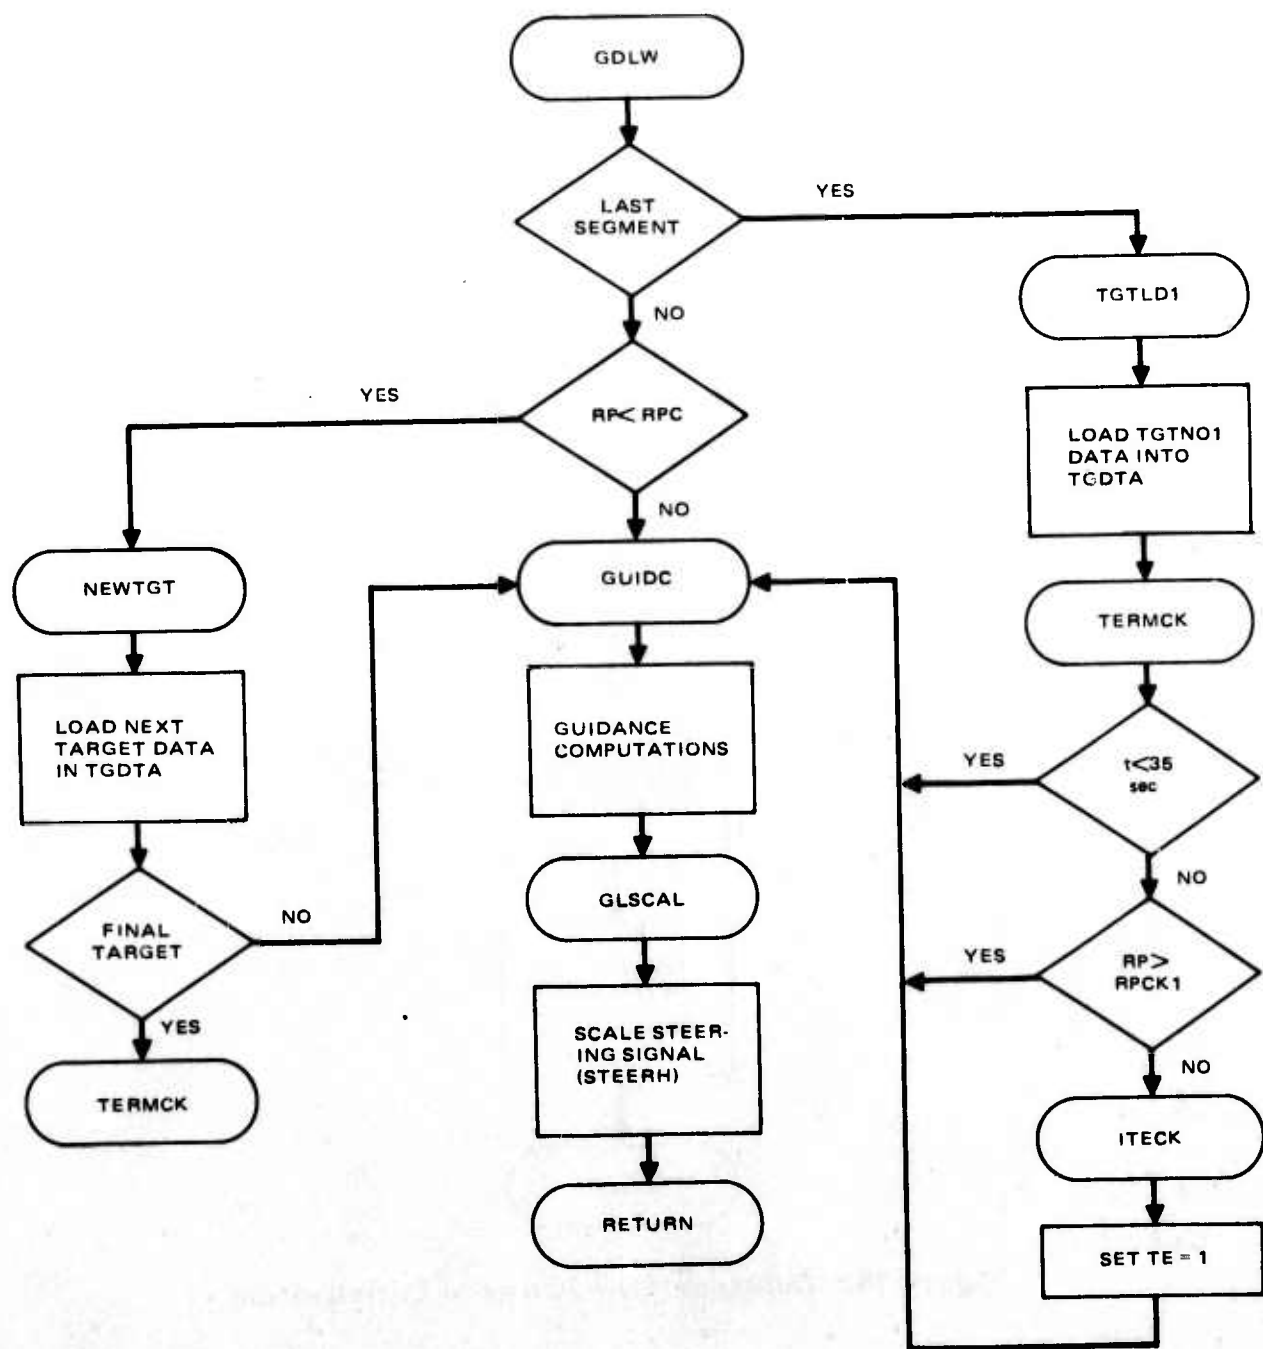 GDLW
LAST
SEGMENT
YES
NO
TGTLD1
RP< RPC
YES
NO
LOAD TGTNO1
DATA INTO
TGDTA
NEWTGT
GUIDC
TERMCK
LOAD NEXT
TARGET DATA
IN TGDTA
GUIDANCE
COMPUTATIONS
t<35
sec
YES
NO
FINAL
TARGET
NO
YES
GLSCAL
RP>
RPCK1
YES
NO
TERMCK
SCALE STEER-
ING SIGNAL
(STEERH)
ITECK
RETURN
SET TE = 1